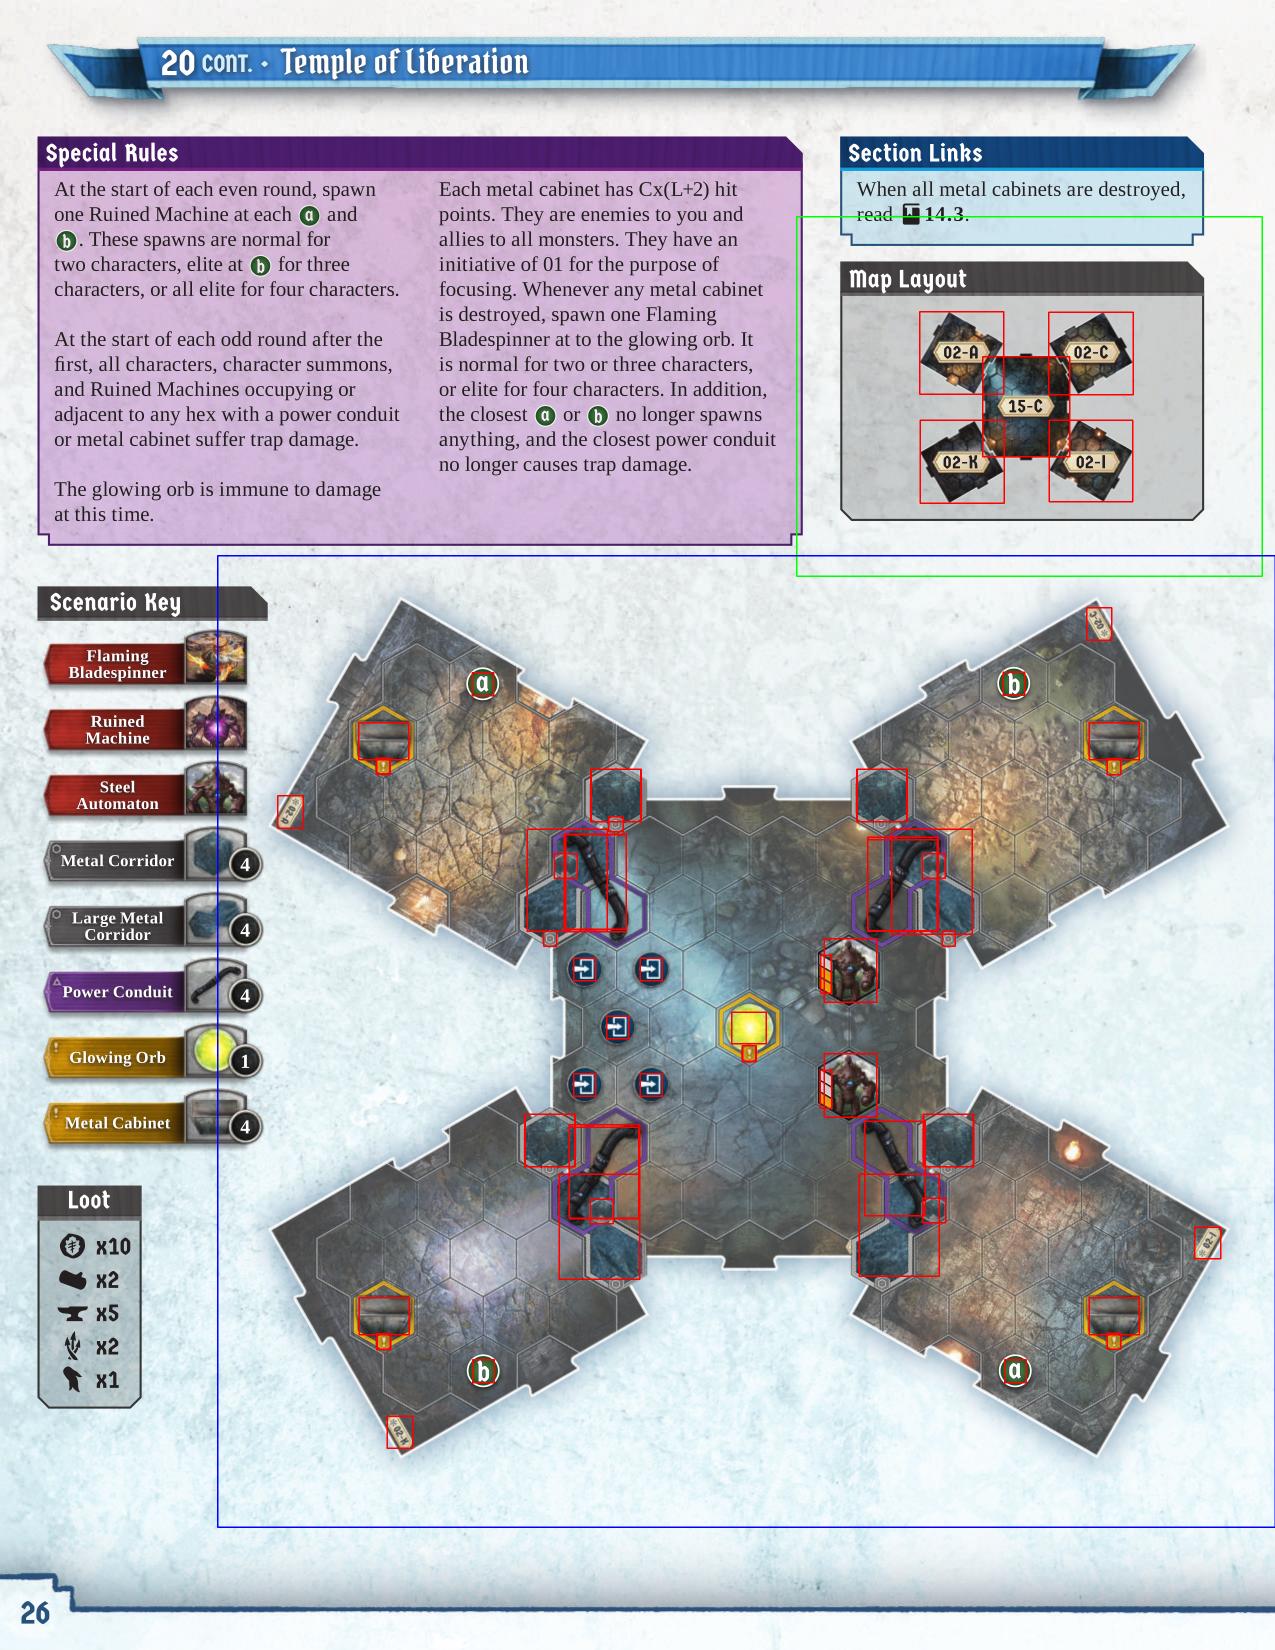 20 CONT. • Temple of Liberation
Special Rules
At the start of each even round, spawn
one Ruined Machine at each a and
b. These spawns are normal for
two characters, elite at b for three
characters, or all elite for four characters.
At the start of each odd round after the
first, all characters, character summons,
and Ruined Machines occupying or
adjacent to any hex with a power conduit
or metal cabinet suffer trap damage.
The glowing orb is immune to damage
at this time.
Each metal cabinet has Cx(L+2) hit
points. They are enemies to you and
allies to all monsters. They have an
initiative of 01 for the purpose of
focusing. Whenever any metal cabinet
is destroyed, spawn one Flaming
Bladespinner at to the glowing orb. It
is normal for two or three characters,
or elite for four characters. In addition,
the closest a or b no longer spawns
anything, and the closest power conduit
no longer causes trap damage.
Section Links
When all metal cabinets are destroyed,
read 14.3.
Map Layout
02-A
02-C
15-C
02-K
02-I
Scenario Key
Flaming
Bladespinner
Ruined
Machine
Steel
Automaton
Metal Corridor 4
Large Metal
Corridor 4
Power Conduit 4
! Glowing Orb 1
! Metal Cabinet 4
Loot
x10
x2
x5
x2
x1
02-C
a
b
!
!
02-A
!
02-I
!
!
b
a
02-K
26